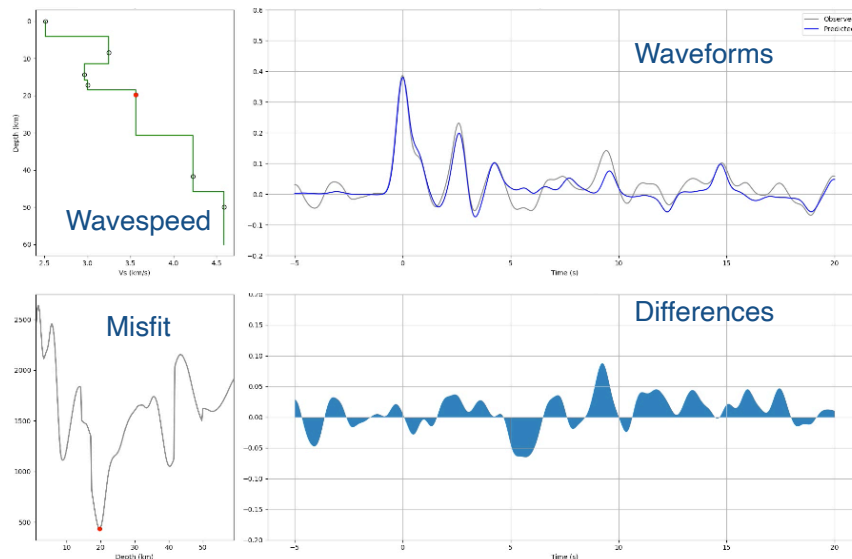 0
10
20
30
40
50
60
Depth (km)
Wavespeed
2.5 3.0 3.5 4.0 4.5
Vs (km/s)
0.6
0.5
0.4
0.3
0.2
0.1
0.0
−0.1
−0.2
Observe
Predicted
Waveforms
−5 0 5 10 15 20
Time (s)
2500
2000
1500
1000
500
Misfit
10 20 30 40 50
Depth (km)
0.20
0.15
0.10
0.05
0.00
−0.05
−0.10
−0.15
−0.20
Differences
−5 0 5 10 15 20
Time (s)